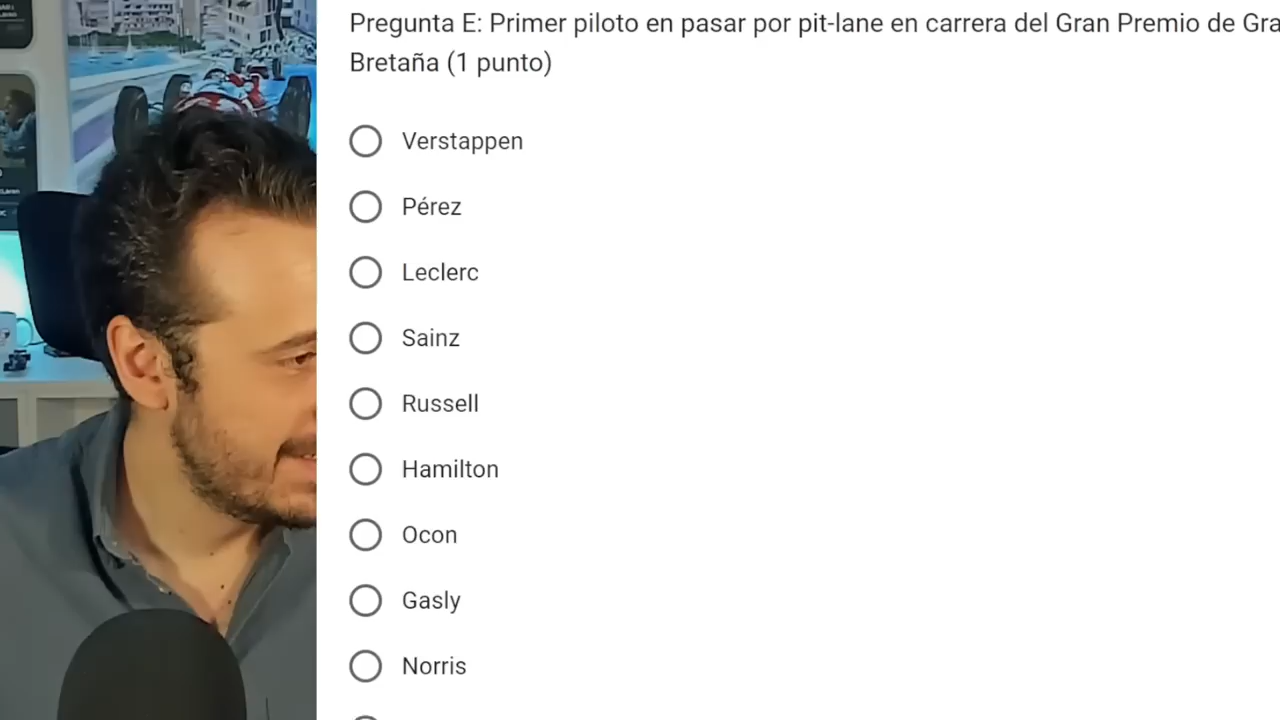 Pregunta E: Primer piloto en pasar por pit-lane en carrera del Gran Premio de Gra
Bretaña (1 punto)
Verstappen
Pérez
Leclerc
Sainz
Russell
Hamilton
Ocon
Gasly
Norris